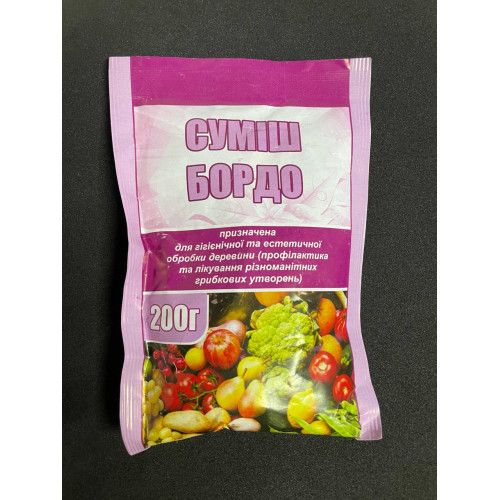 СУМІШ
БОРДО
призначена
для гігієнічної та естетичної
обробки деревини (профілактика
та лікування різноманітних
грибкових утворень)
200г